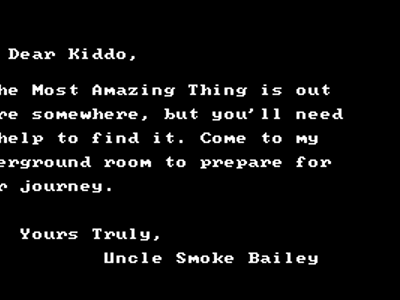 Dear Kiddo,
he Most Amazing Thing is out
re somewhere, but you'll need
help to find it. Come to my
erground room to prepare for
r journey.
Yours Truly,
Uncle Smoke Bailey